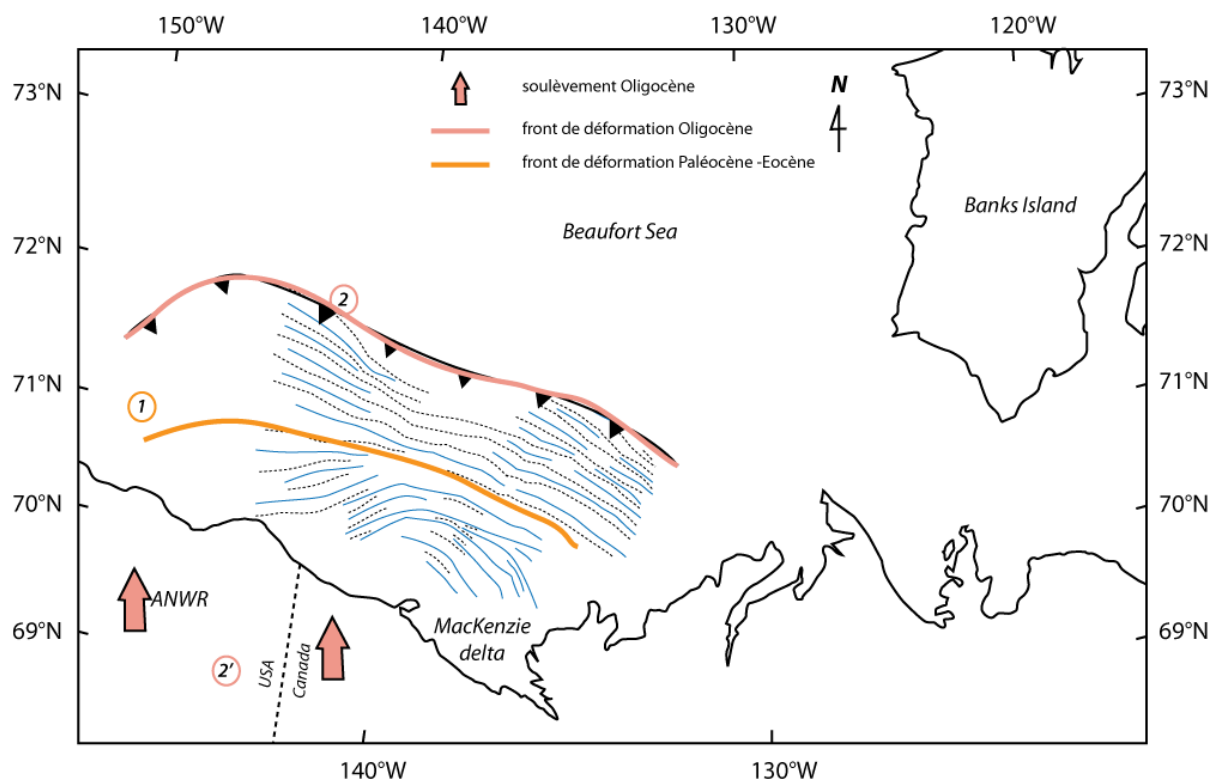 150°W 140°W 130°W 120°W
73°N 73°N
soulèvement Oligocène
N
front de déformation Oligocène
front de déformation Paléocène -Eocène
Banks Island
Beaufort Sea
72°N 72°N
2
71°N 71°N
1
70°N 70°N
ANWR
69°N 69°N
MacKenzie
delta
2'
USA
Canada
140°W 130°W